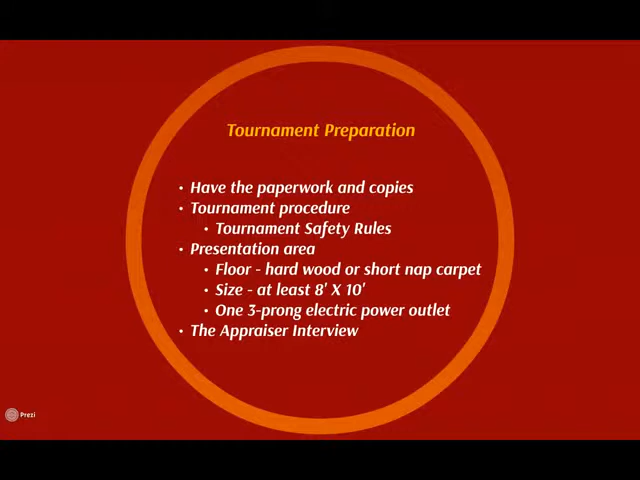 Tournament Preparation
• Have the paperwork and copies
• Tournament procedure
• Tournament Safety Rules
• Presentation area
• Floor - hard wood or short nap carpet
• Size - at least 8' X 10'
• One 3-prong electric power outlet
• The Appraiser Interview
Prezi